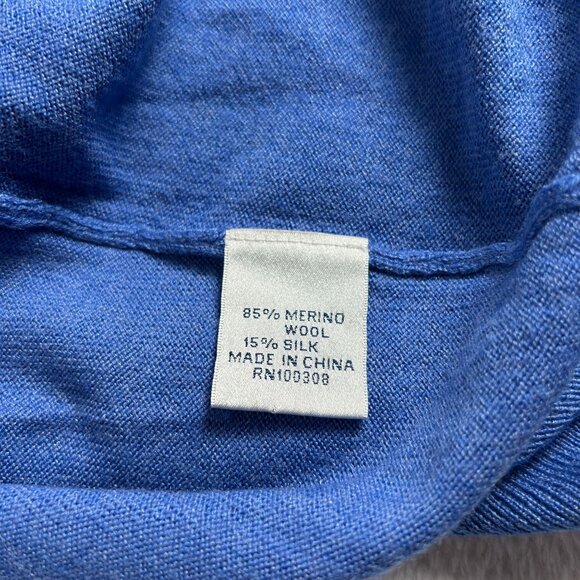 85% MERINO
WOOL
15% SILK
MADE IN CHINA
RN100308